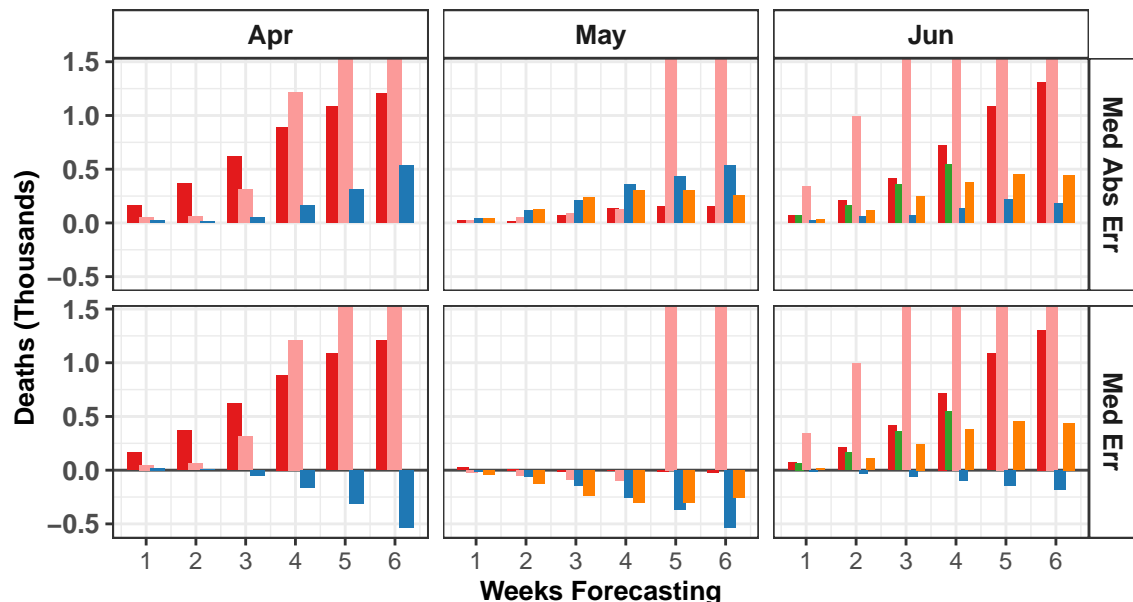 Apr May Jun
Deaths (Thousands)
1.5
1.0
0.5
0.0
−0.5
Med Abs Err
1.5
1.0
0.5
0.0
−0.5
Med Err
1 2 3 4 5 6 1 2 3 4 5 6 1 2 3 4 5 6
Weeks Forecasting